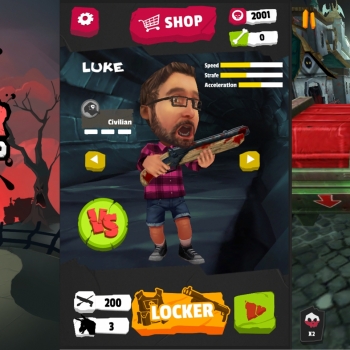 SHOP
2001
0
LUKE
Speed
Strafe
Acceleration
Civilian
VS
200
3
LOCKER
X2